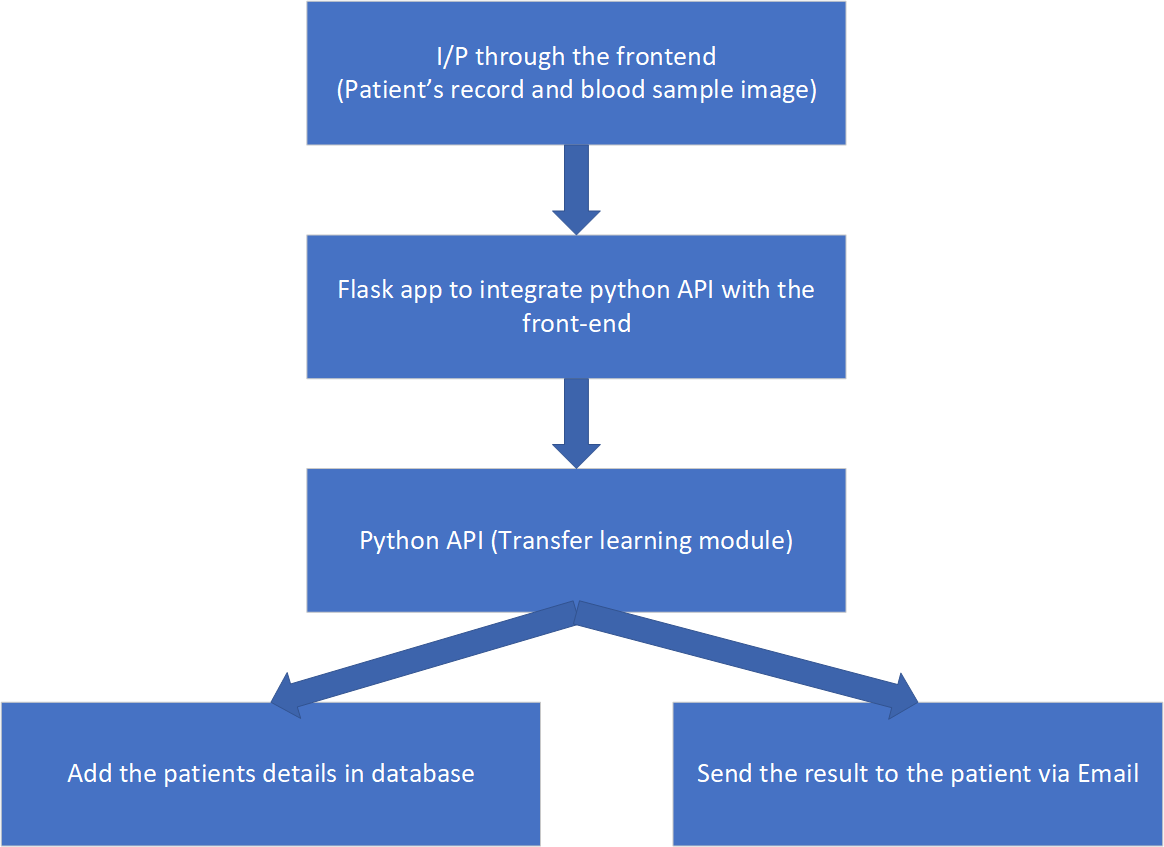 I/P through the frontend
(Patient’s record and blood sample image)
Flask app to integrate python API with the
front-end
Python API (Transfer learning module)
Add the patients details in database
Send the result to the patient via Email